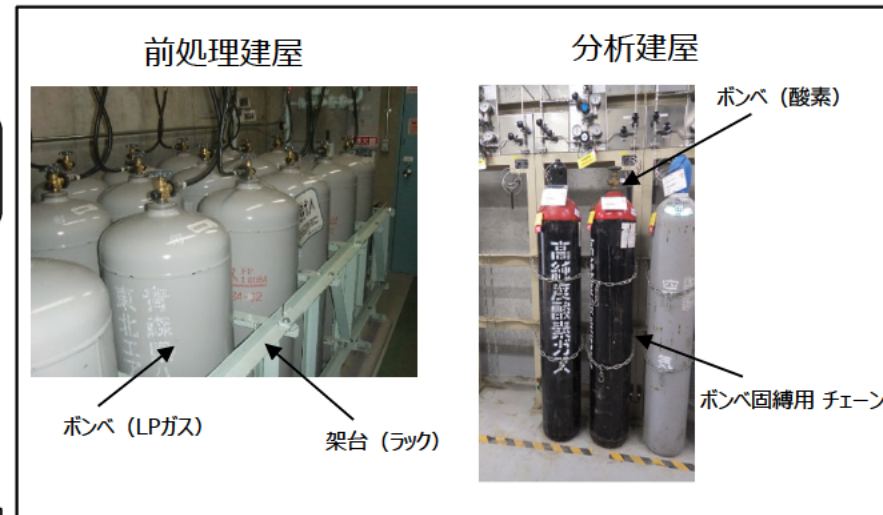 前処理建屋
分析建屋
ボンベ（酸素）
高純度酸素ガス
空気
ボンベ固縛用 チェーン
ボンベ（LPガス）
架台（ラック）